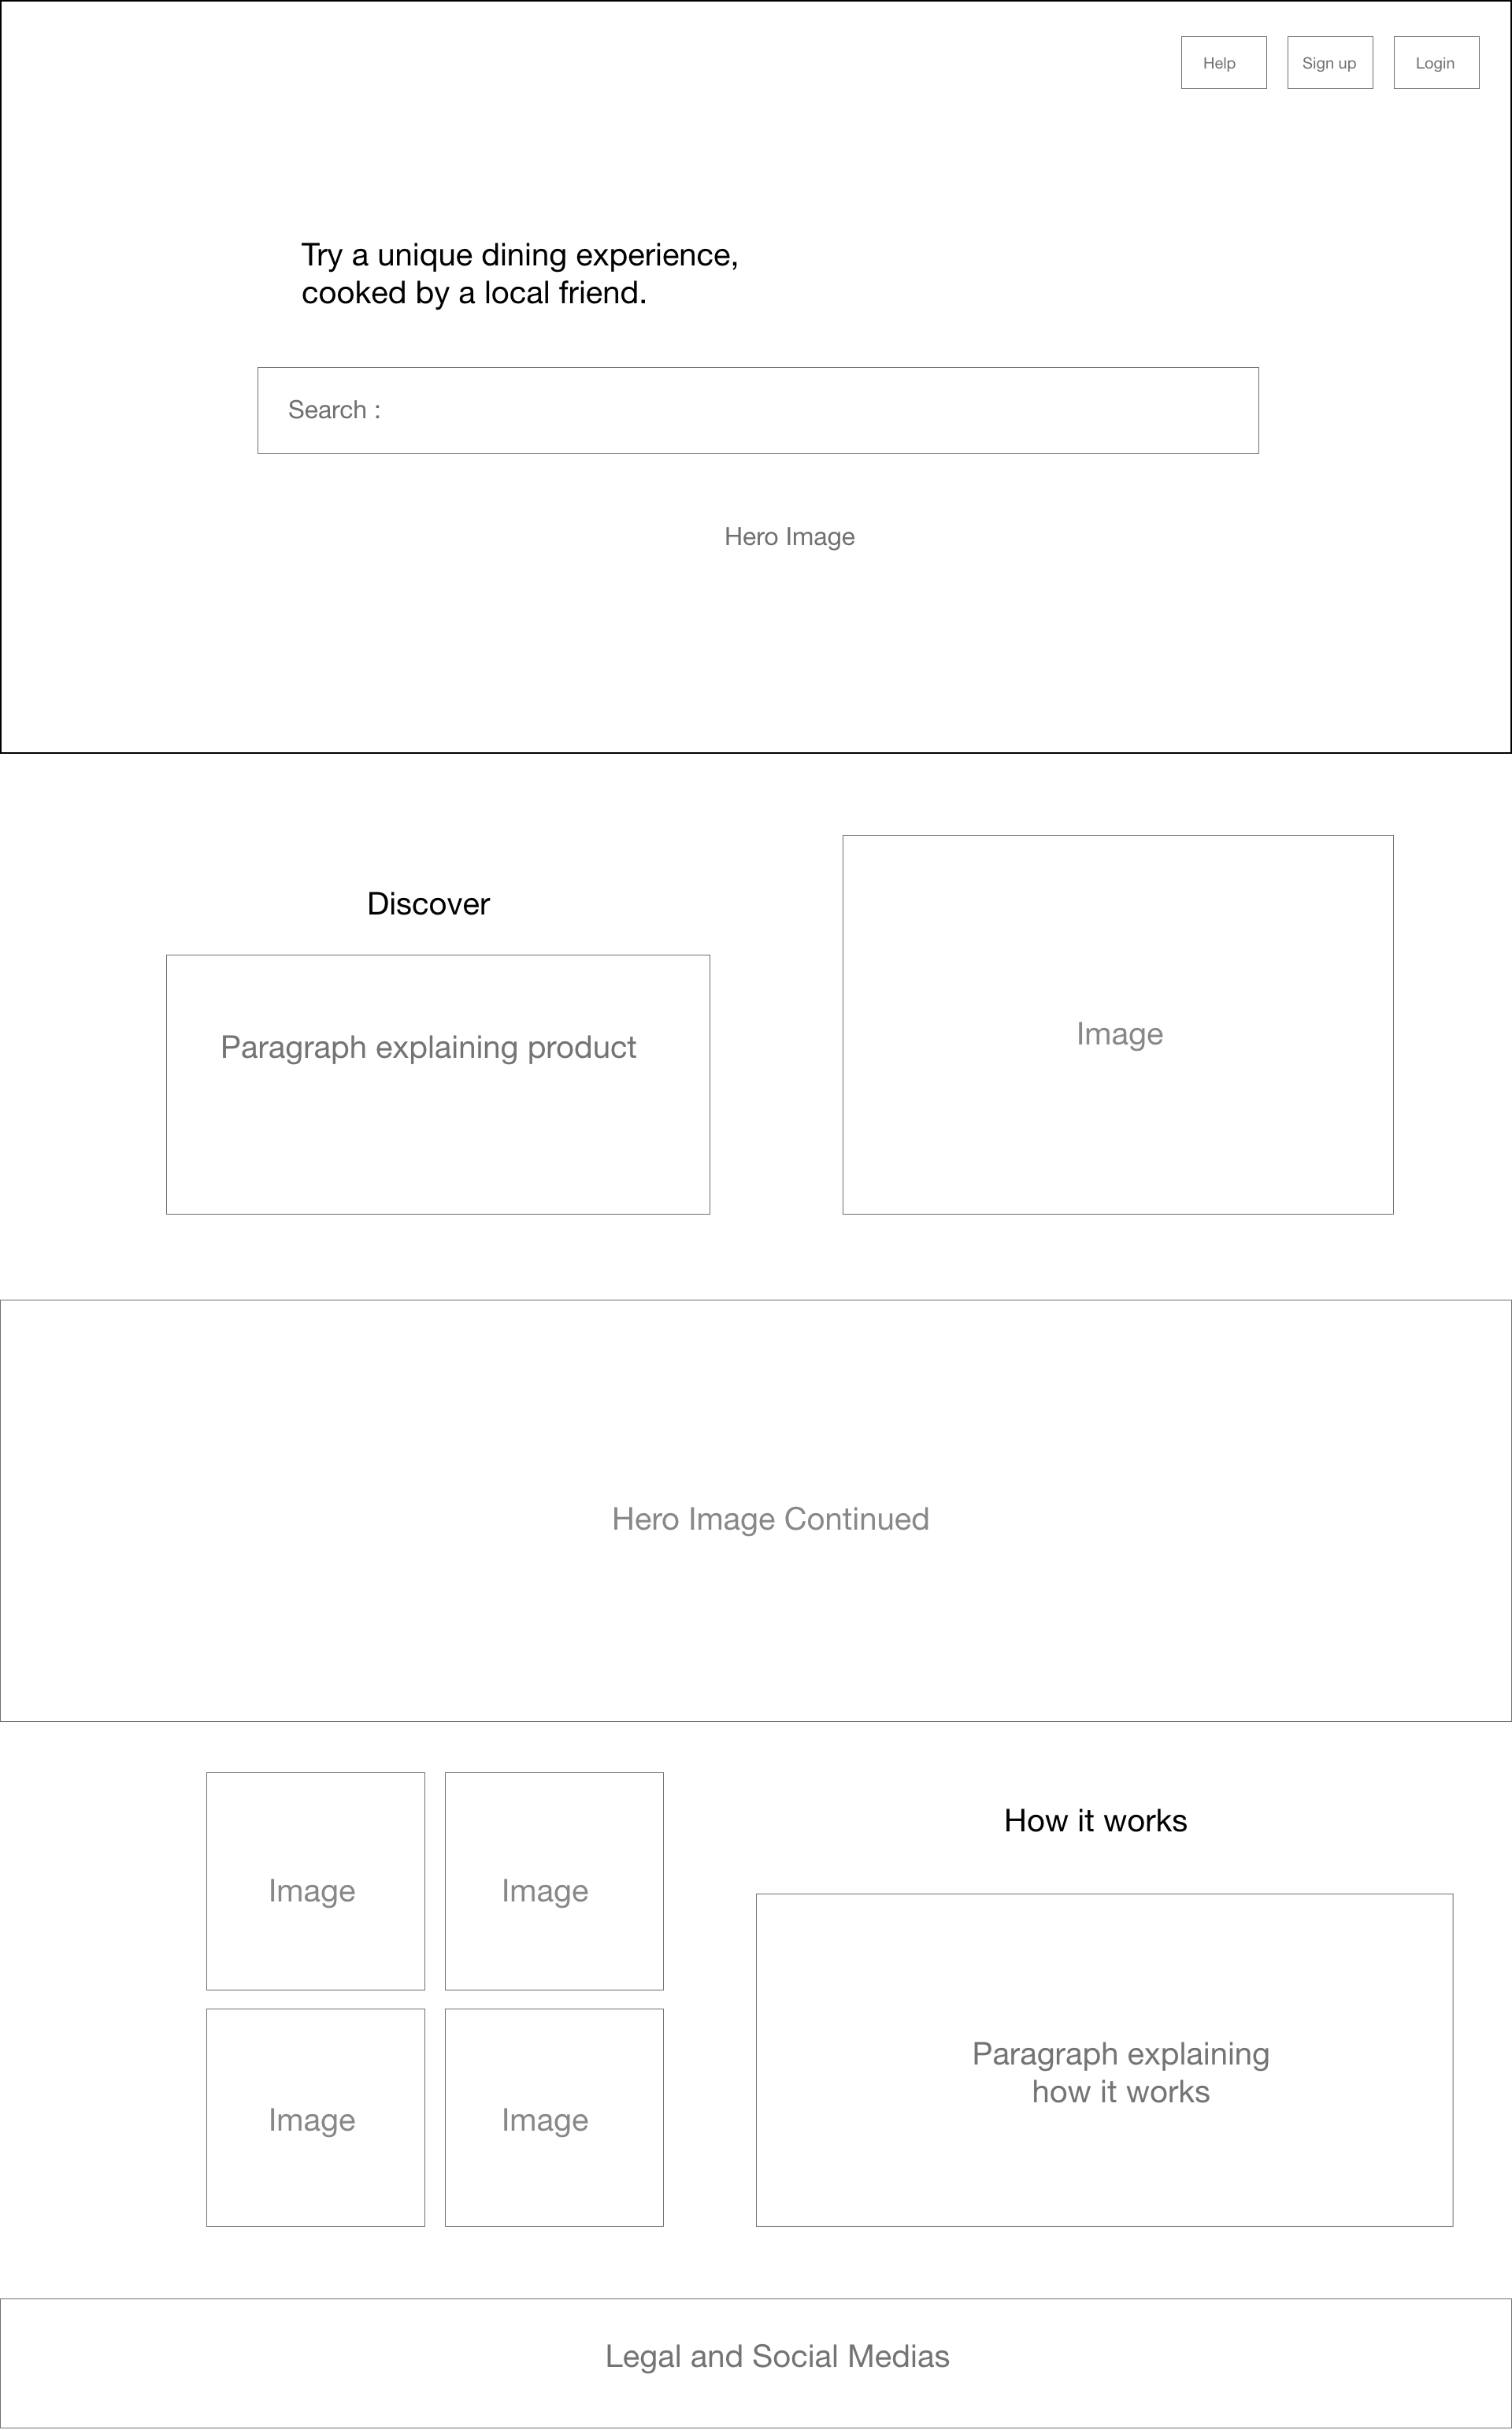 Help
Sign up
Login
Try a unique dining experience,
cooked by a local friend.
Search :
Hero Image
Discover
Paragraph explaining product
Image
Hero Image Continued
Image
Image
How it works
Image
Image
Paragraph explaining
how it works
Legal and Social Medias